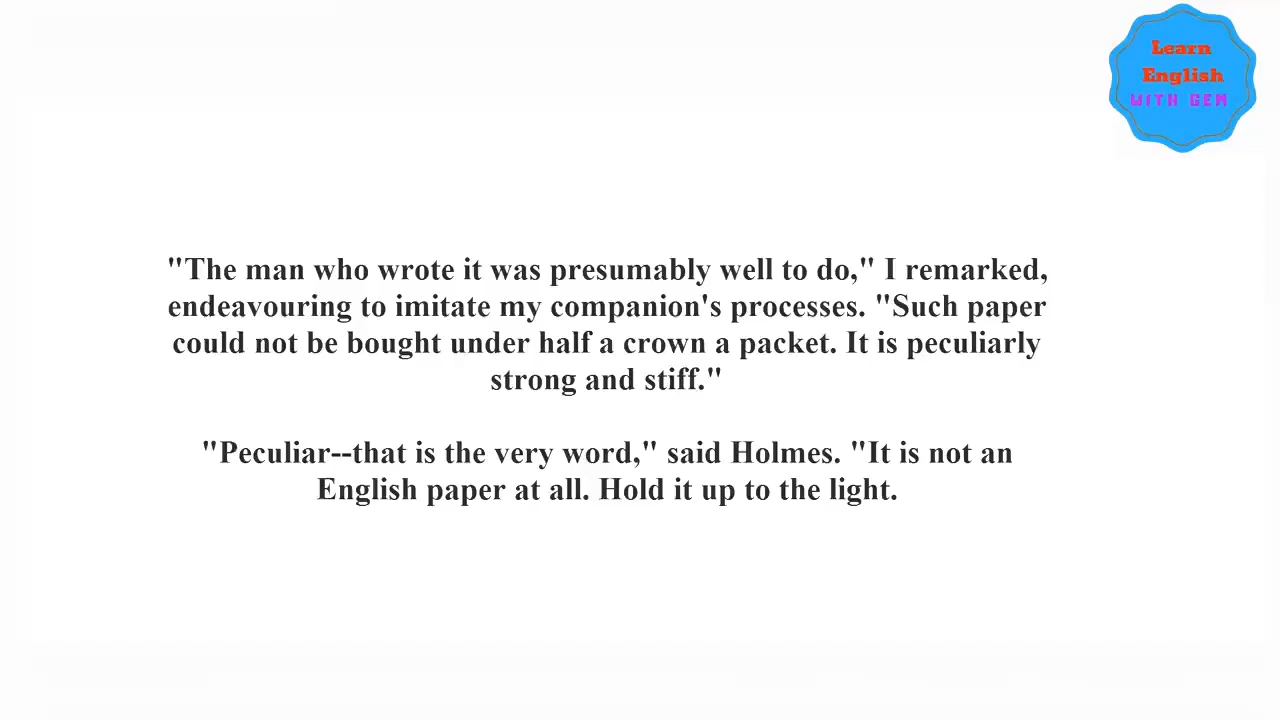 Learn
English
WITH GEM
"The man who wrote it was presumably well to do," I remarked,
endeavouring to imitate my companion's processes. "Such paper
could not be bought under half a crown a packet. It is peculiarly
strong and stiff."
"Peculiar--that is the very word," said Holmes. "It is not an
English paper at all. Hold it up to the light.